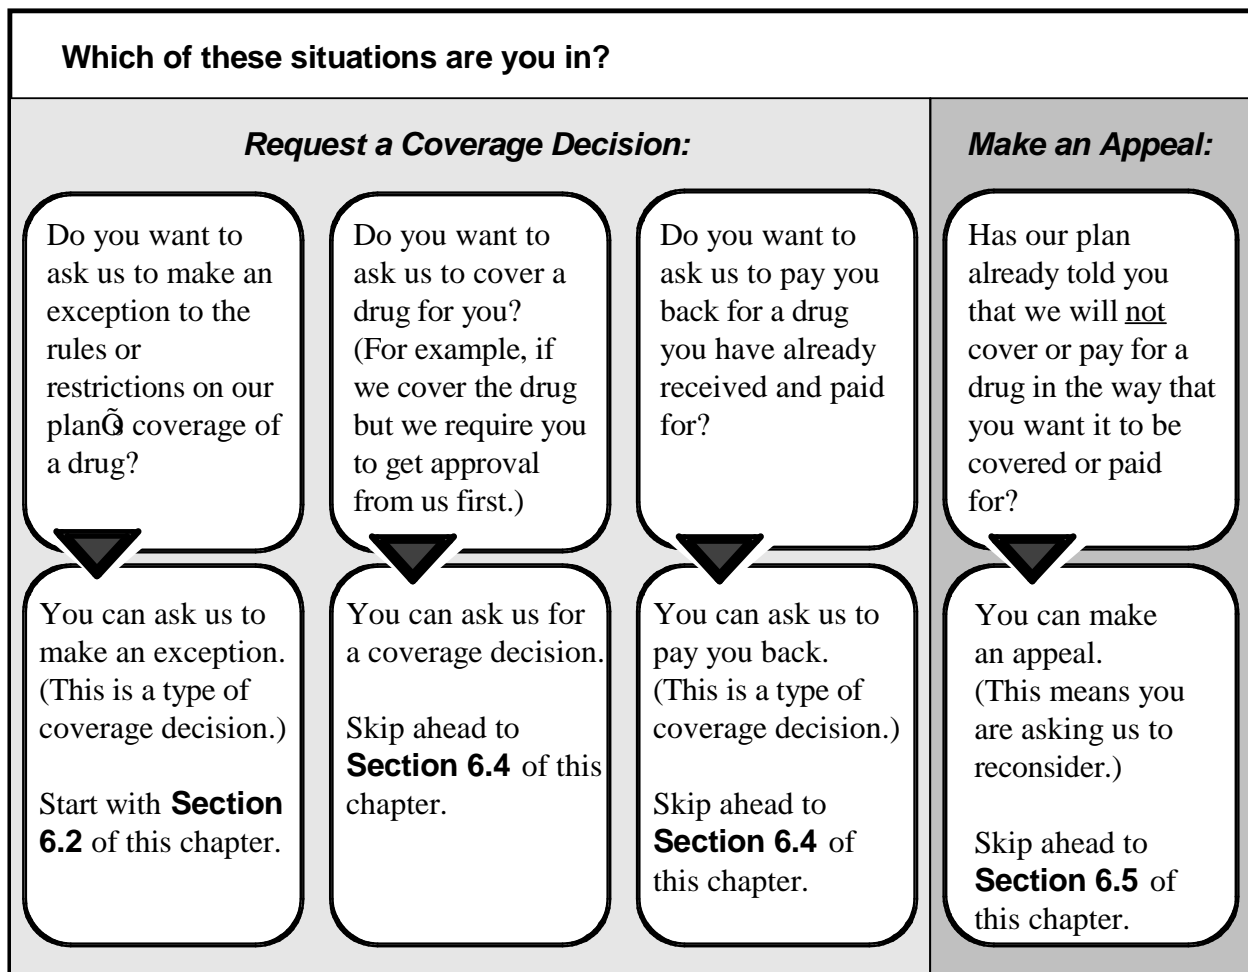 Which of these situations are you in?
Request a Coverage Decision:
Make an Appeal:
Do you want to
ask us to make an
exception to the
rules or
restrictions on our
planÕs coverage of
a drug?
You can ask us to
make an exception.
(This is a type of
coverage decision.)
Start with Section
6.2 of this chapter.
Do you want to
ask us to cover a
drug for you?
(For example, if
we cover the drug
but we require you
to get approval
from us first.)
You can ask us for
a coverage decision.
Skip ahead to
Section 6.4 of this
chapter.
Do you want to
ask us to pay you
back for a drug
you have already
received and paid
for?
You can ask us to
pay you back.
(This is a type of
coverage decision.)
Skip ahead to
Section 6.4 of
this chapter.
Has our plan
already told you
that we will not
cover or pay for a
drug in the way that
you want it to be
covered or paid
for?
You can make
an appeal.
(This means you
are asking us to
reconsider.)
Skip ahead to
Section 6.5 of
this chapter.